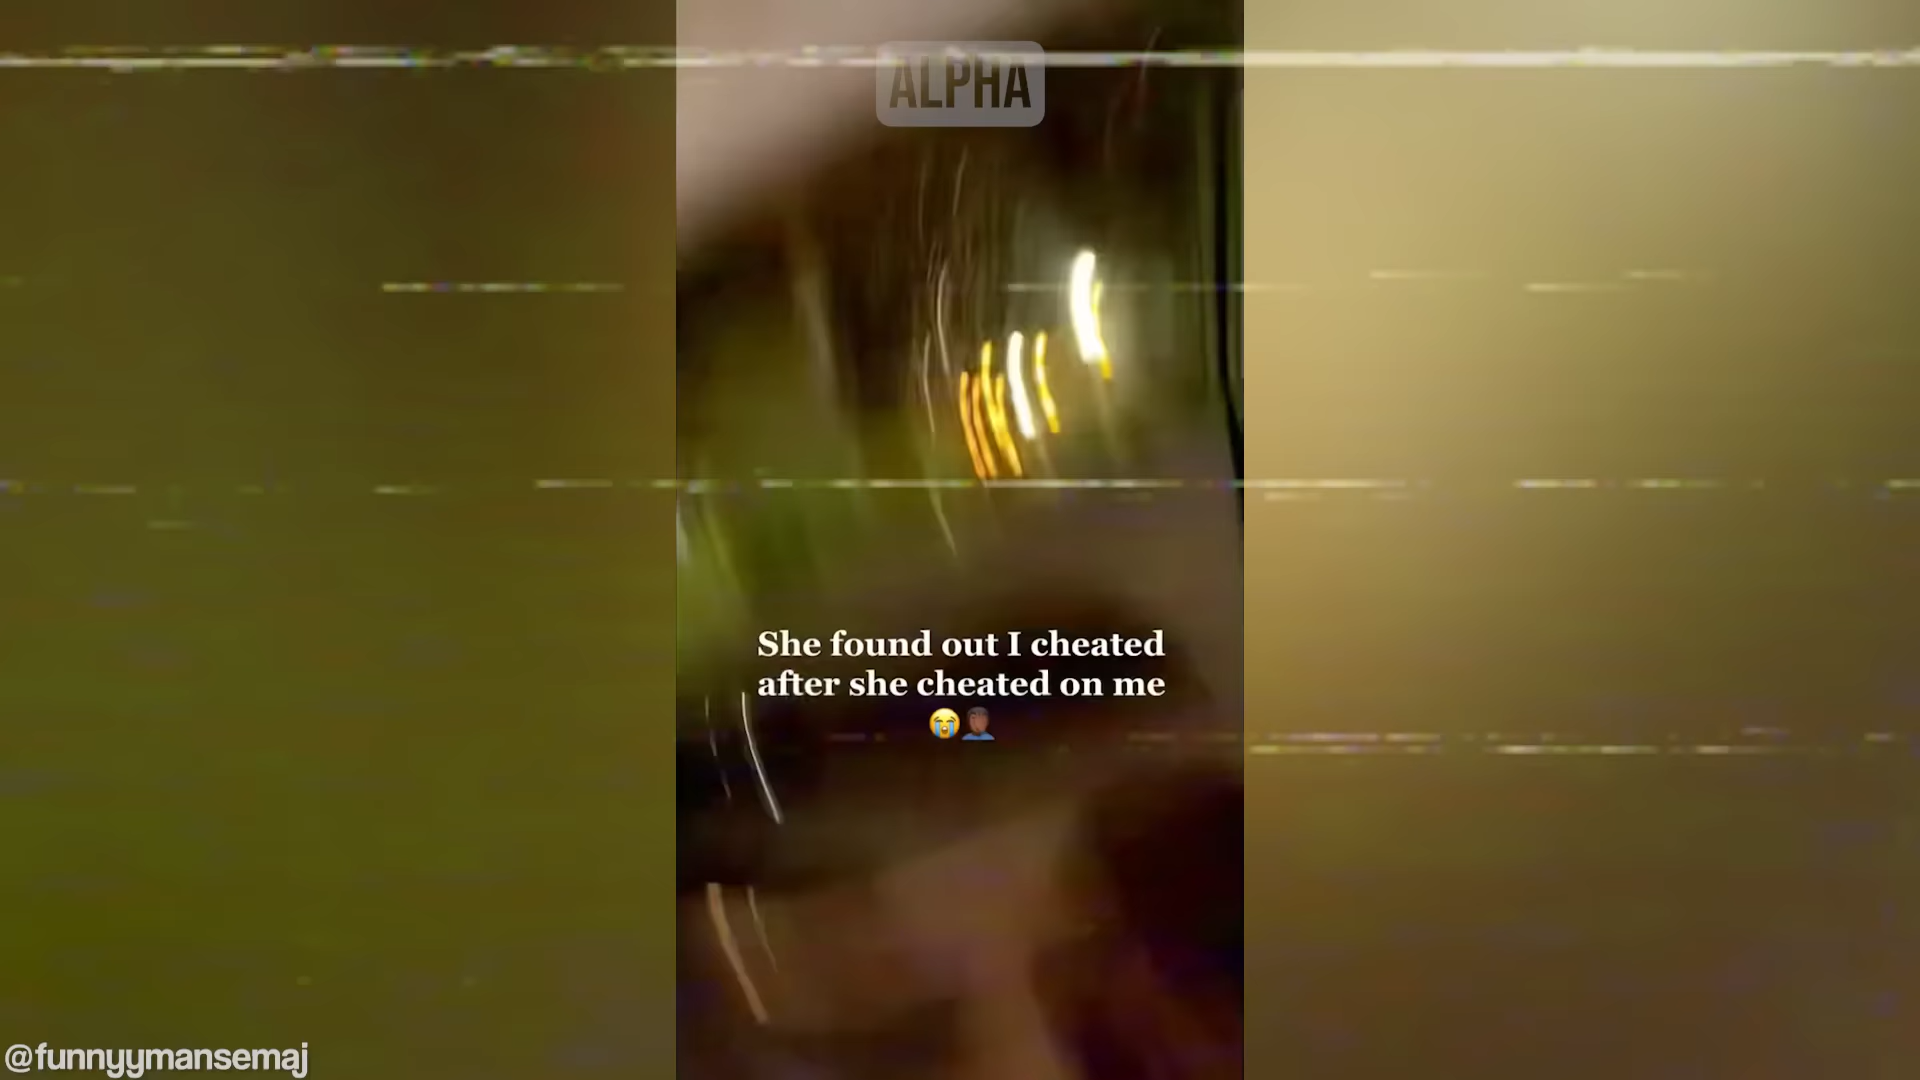 ALPHA
She found out I cheated
after she cheated on me
😭🤦🏾‍♂️
@funnyymansemaj